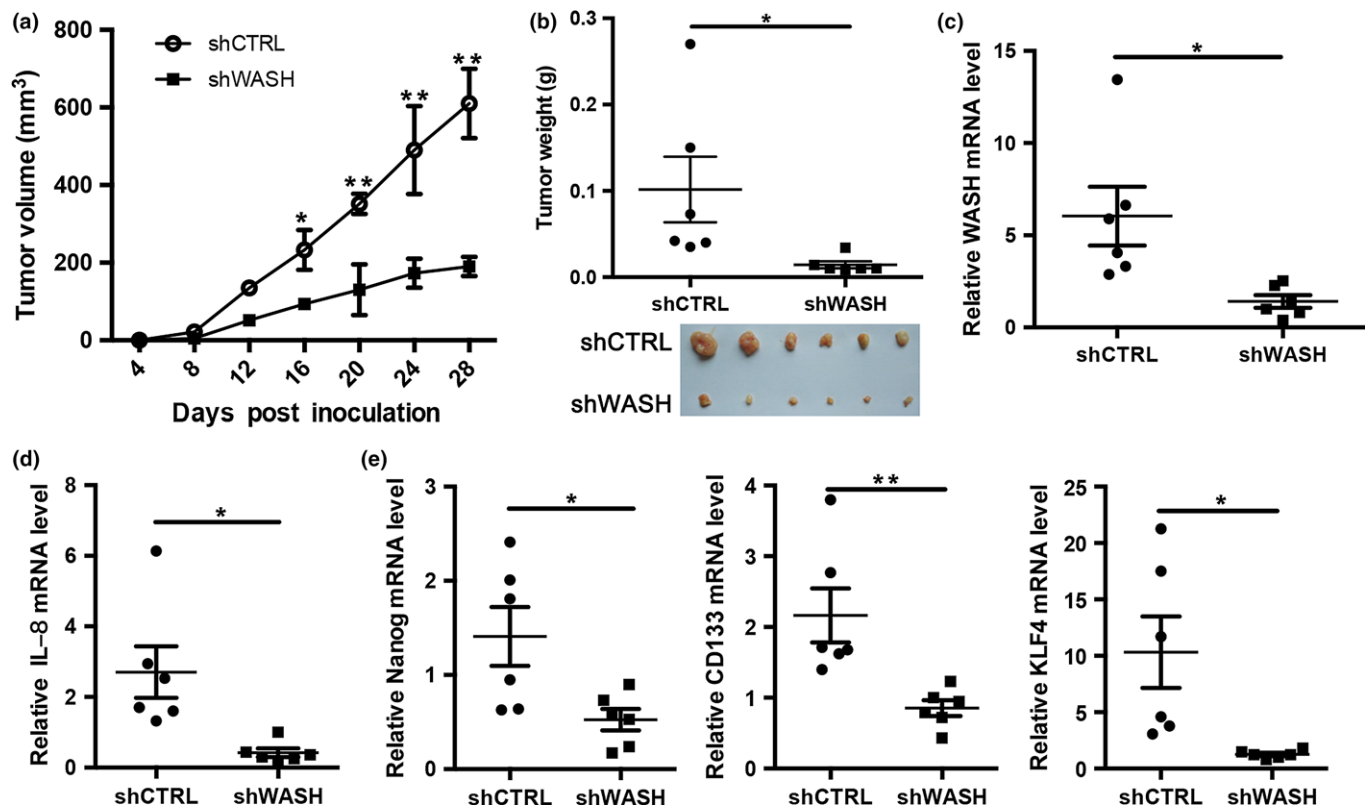 (a)
800
600
400
200
0
Tumor volume (mm³)
shCTRL
shWASH
*
**
**
**
4 8 12 16 20 24 28
Days post inoculation
(b)
0.3
0.2
0.1
0.0
Tumor weight (g)
*
shCTRL shWASH
shCTRL
shWASH
(c)
15
10
5
0
Relative WASH mRNA level
*
shCTRL shWASH
(d)
8
6
4
2
0
Relative IL–8 mRNA level
*
shCTRL shWASH
(e)
3
2
1
0
Relative Nanog mRNA level
*
shCTRL shWASH
4
3
2
1
0
Relative CD133 mRNA level
**
shCTRL shWASH
25
20
15
10
5
0
Relative KLF4 mRNA level
*
shCTRL shWASH